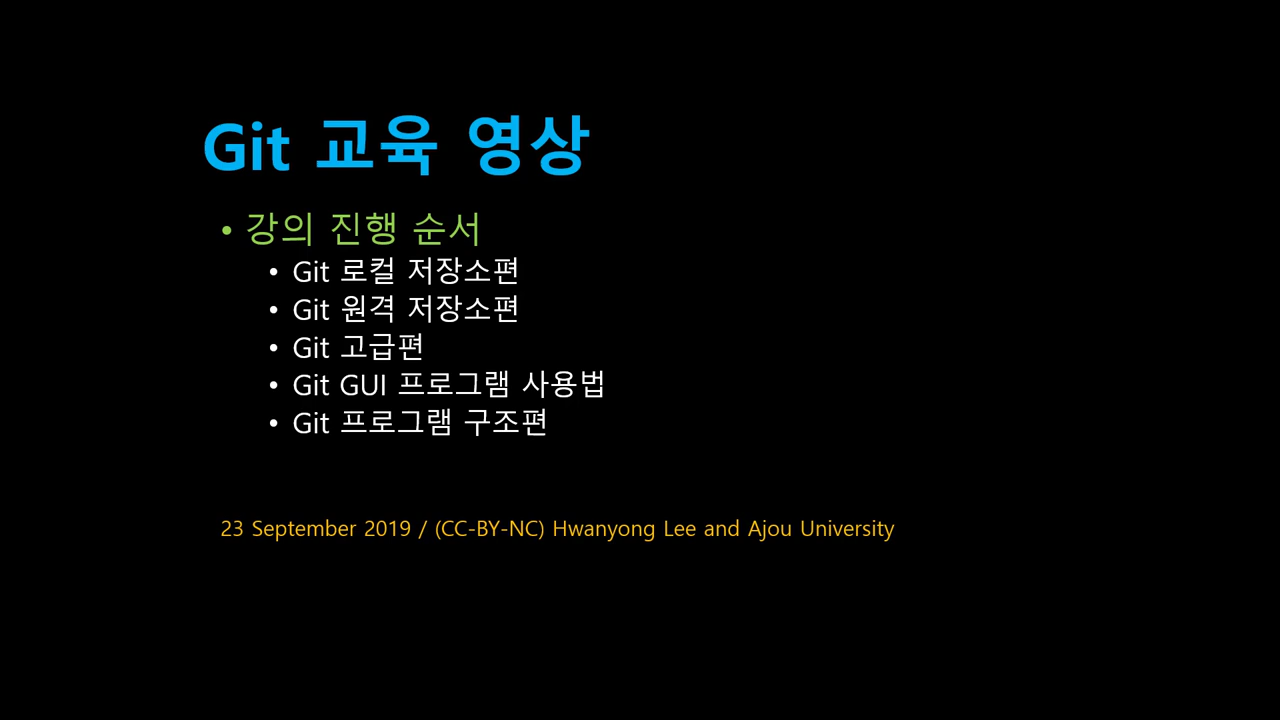 Git 교육 영상
• 강의 진행 순서
• Git 로컬 저장소편
• Git 원격 저장소편
• Git 고급편
• Git GUI 프로그램 사용법
• Git 프로그램 구조편
23 September 2019 / (CC-BY-NC) Hwanyong Lee and Ajou University